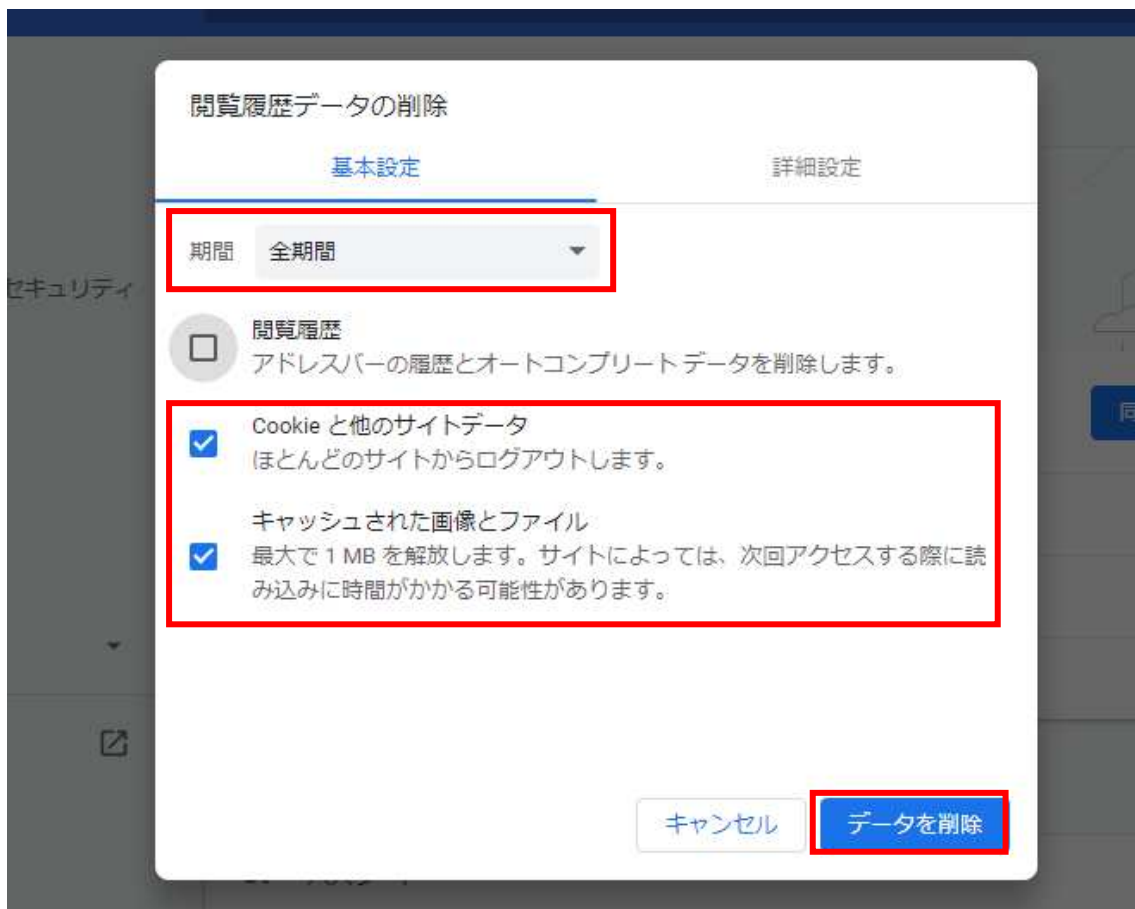 閲覧履歴データの削除
基本設定
詳細設定
期間 全期間
セキュリティ
閲覧履歴
アドレスバーの履歴とオートコンプリート データを削除します。
Cookie と他のサイトデータ
ほとんどのサイトからログアウトします。
キャッシュされた画像とファイル
最大で 1 MB を解放します。サイトによっては、次回アクセスする際に読
み込みに時間がかかる可能性があります。
キャンセル
データを削除